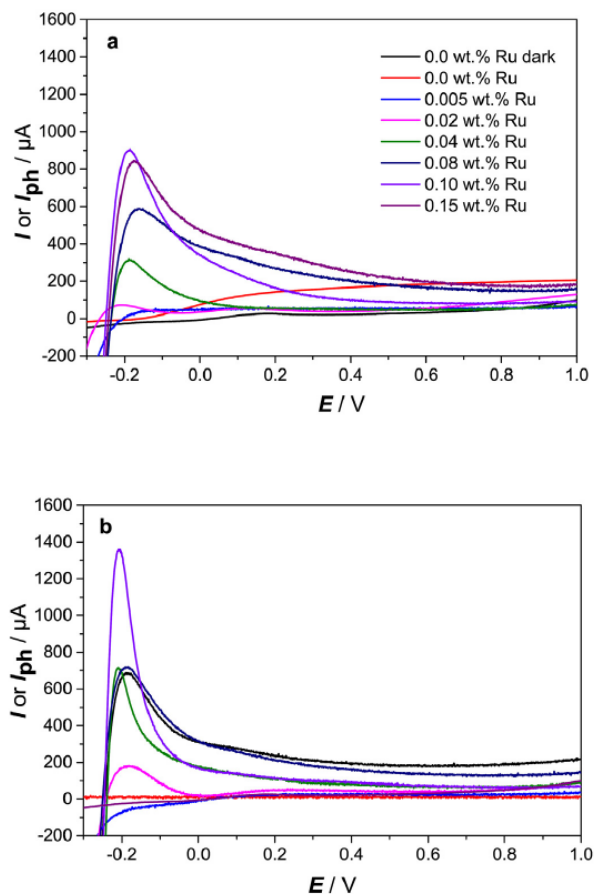 a
1600
1400
1200
1000
800
600
400
200
0
-200
I or Iph / µA
0.0 wt.% Ru dark
0.0 wt.% Ru
0.005 wt.% Ru
0.02 wt.% Ru
0.04 wt.% Ru
0.08 wt.% Ru
0.10 wt.% Ru
0.15 wt.% Ru
-0.2 0.0 0.2 0.4 0.6 0.8 1.0
E / V
b
1600
1400
1200
1000
800
600
400
200
0
-200
I or Iph / µA
-0.2 0.0 0.2 0.4 0.6 0.8 1.0
E / V